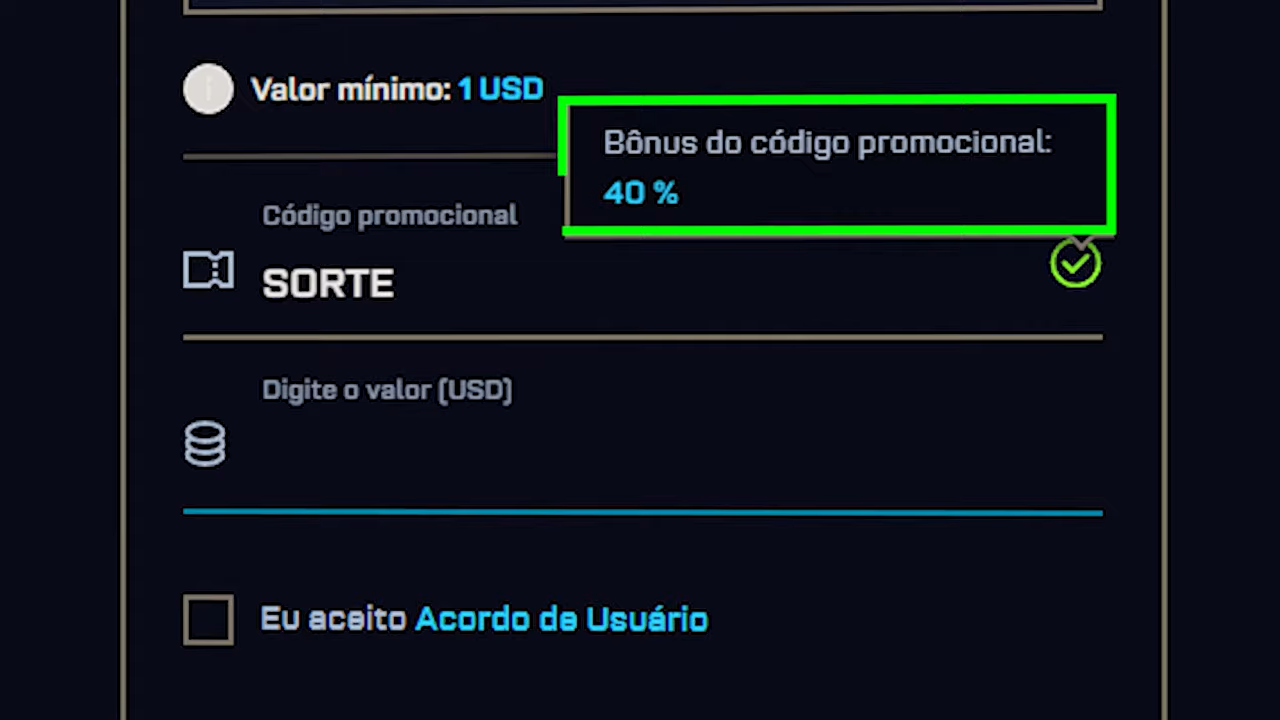 Valor mínimo: 1 USD
Bônus do código promocional:
40 %
Código promocional
SORTE
Digite o valor (USD)
Eu aceito Acordo de Usuário